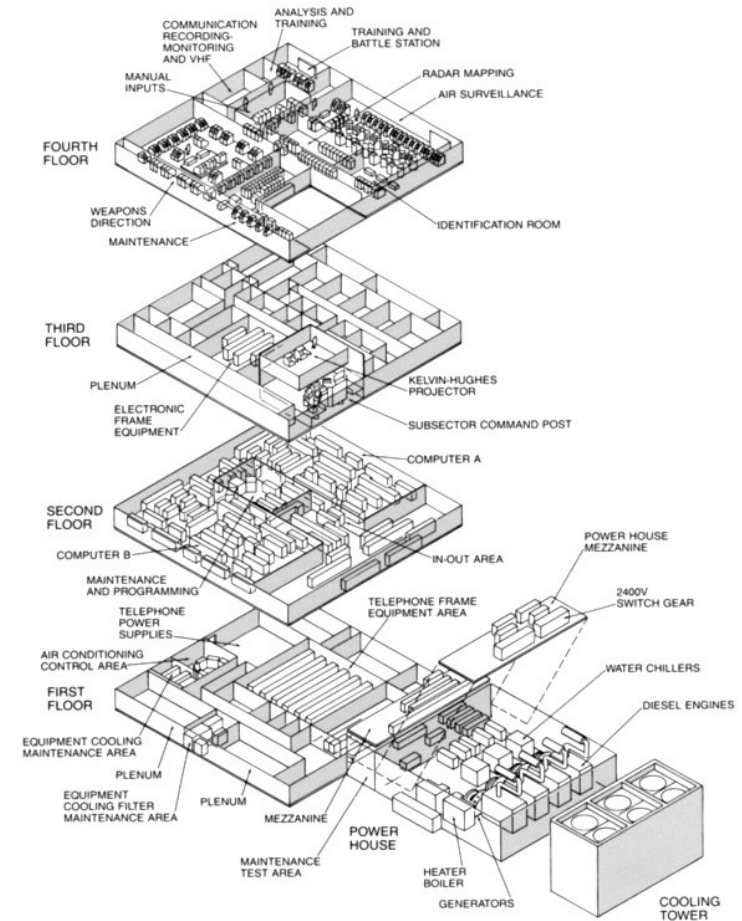 ANALYSIS AND
TRAINING
COMMUNICATION
RECORDING-
MONITORING
AND VHF
TRAINING AND
BATTLE STATION
MANUAL
INPUTS
RADAR MAPPING
AIR SURVEILLANCE
FOURTH
FLOOR
WEAPONS
DIRECTION
IDENTIFICATION ROOM
MAINTENANCE
THIRD
FLOOR
PLENUM
KELVIN-HUGHES
PROJECTOR
ELECTRONIC
FRAME
EQUIPMENT
SUBSECTOR COMMAND POST
COMPUTER A
SECOND
FLOOR
COMPUTER B
IN-OUT AREA
POWER HOUSE
MEZZANINE
MAINTENANCE
AND PROGRAMMING
2400V
SWITCH GEAR
TELEPHONE
POWER
SUPPLIES
TELEPHONE FRAME
EQUIPMENT AREA
AIR CONDITIONING
CONTROL AREA
WATER CHILLERS
FIRST
FLOOR
DIESEL ENGINES
EQUIPMENT COOLING
MAINTENANCE AREA
PLENUM
EQUIPMENT
COOLING FILTER
MAINTENANCE AREA
PLENUM
MEZZANINE
POWER
HOUSE
MAINTENANCE
TEST AREA
HEATER
BOILER
GENERATORS
COOLING
TOWER